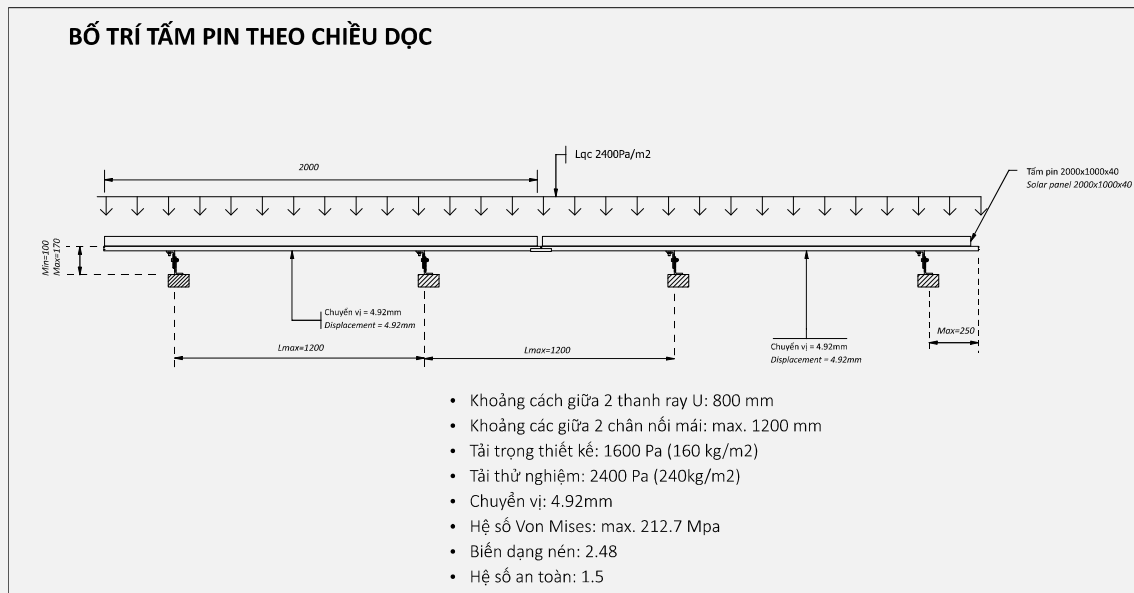 BỐ TRÍ TẤM PIN THEO CHIỀU DỌC
Lqc 2400Pa/m2
2000
Tấm pin 2000x1000x40
Solar panel 2000x1000x40
Min=100
Max=170
Chuyển vị = 4.92mm
Displacement = 4.92mm
Lmax=1200
Lmax=1200
Chuyển vị = 4.92mm
Displacement = 4.92mm
Max=250
• Khoảng cách giữa 2 thanh ray U: 800 mm
• Khoảng các giữa 2 chân nối mái: max. 1200 mm
• Tải trọng thiết kế: 1600 Pa (160 kg/m2)
• Tải thử nghiệm: 2400 Pa (240kg/m2)
• Chuyển vị: 4.92mm
• Hệ số Von Mises: max. 212.7 Mpa
• Biến dạng nén: 2.48
• Hệ số an toàn: 1.5